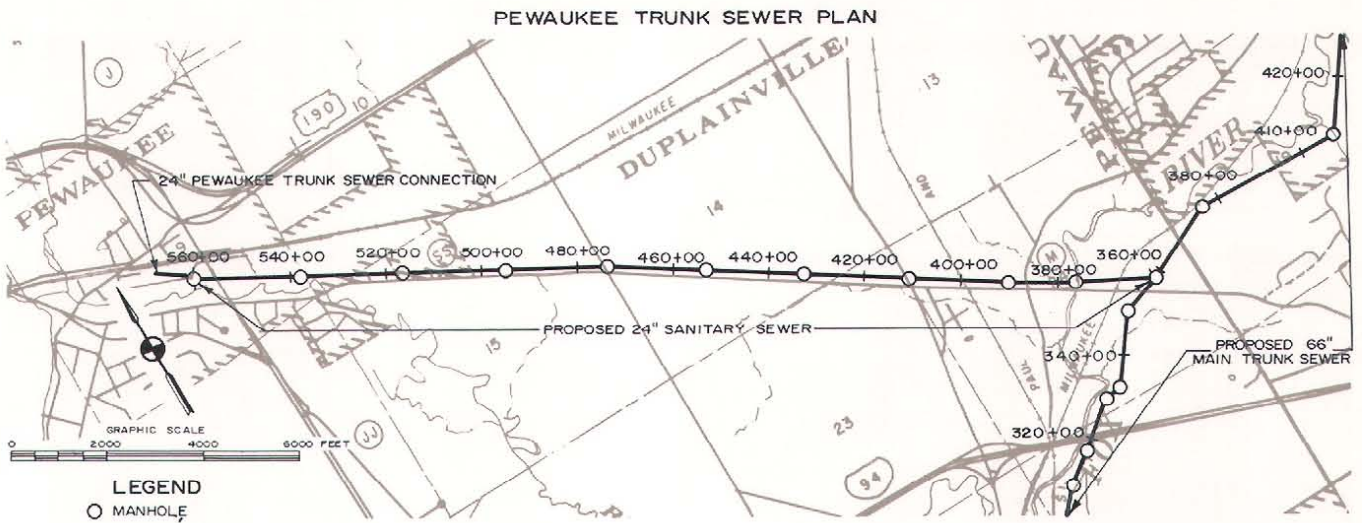 PEWAUKEE TRUNK SEWER PLAN
J
190
10
PEWAUKEE
24" PEWAUKEE TRUNK SEWER CONNECTION
MILWAUKEE
DUPLAINVILLE
13
14
AND
RIVER
420+00
410+00
380+00
560+00
540+00
520+00
SS
500+00
480+00
460+00
440+00
420+00
400+00
M
380+00
360+00
PROPOSED 24" SANITARY SEWER
15
PAUL
MILWAUKEE
340+00
PROPOSED 66"
MAIN TRUNK SEWER
GRAPHIC SCALE
0 2000 4000 6000 FEET
JJ
23
94
320+00
LEGEND
MANHOLE